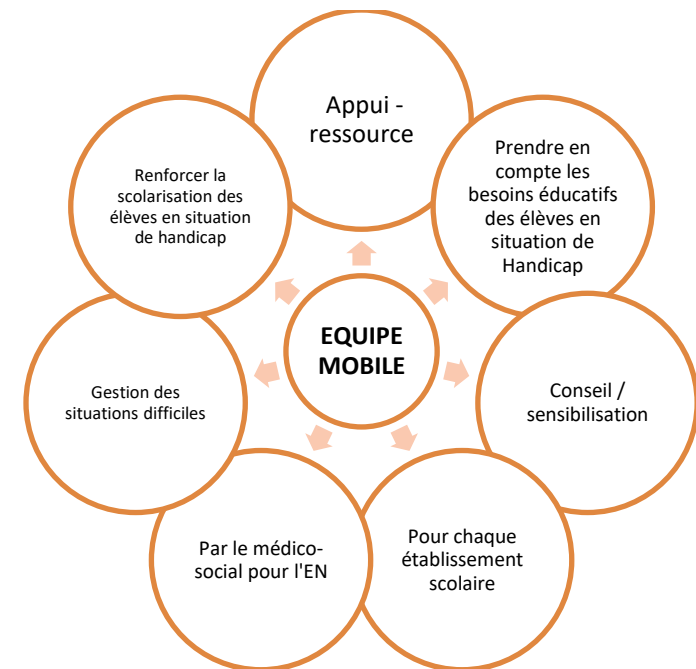 Appui -
ressource
Prendre en
compte les
besoins éducatifs
des élèves en
situation de
Handicap
Conseil /
sensibilisation
Pour chaque
établissement
scolaire
Par le médico-
social pour l'EN
Gestion des
situations difficiles
Renforcer la
scolarisation des
élèves en situation
de handicap
EQUIPE
MOBILE